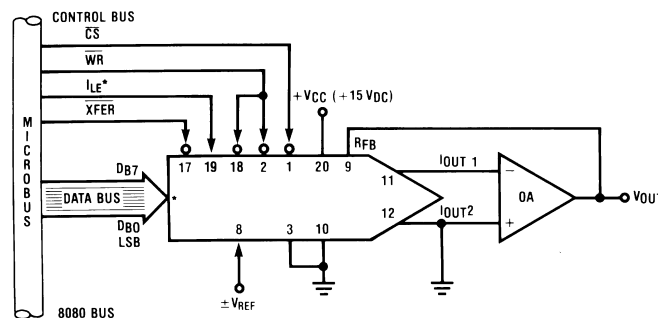 CONTROL BUS
CS
WR
ILE*
XFER
+VCC (+15 VDC)
RFB
17 19 18 2 1 20 9
MICROBUS
DB7
DATA BUS
DB0
LSB
*
11
12
8 3 10
IOUT 1
IOUT2
−
+
OA
VOUT
±VREF
8080 BUS